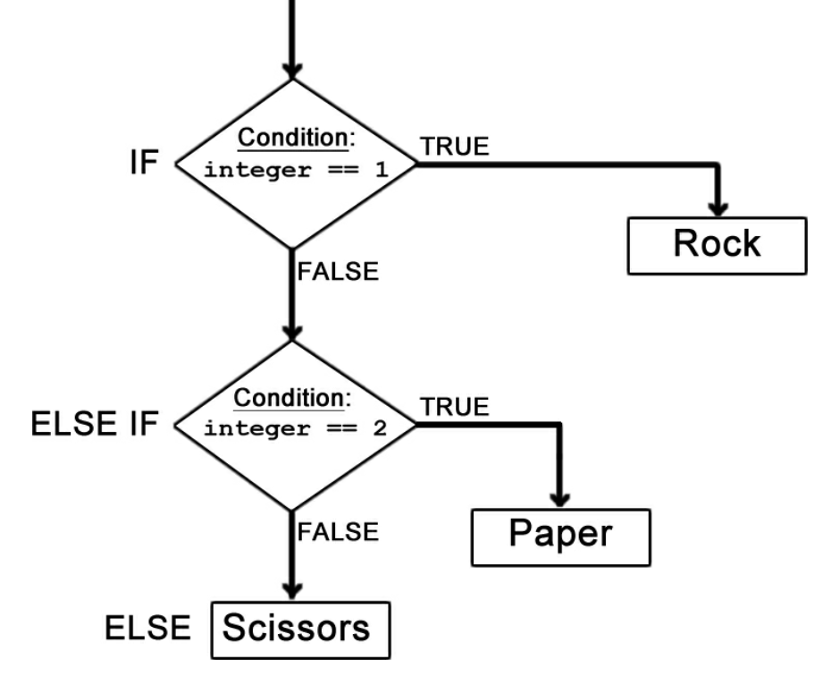 Condition:
IF
integer == 1
TRUE
Rock
FALSE
Condition:
ELSE IF
integer == 2
TRUE
Paper
FALSE
ELSE
Scissors